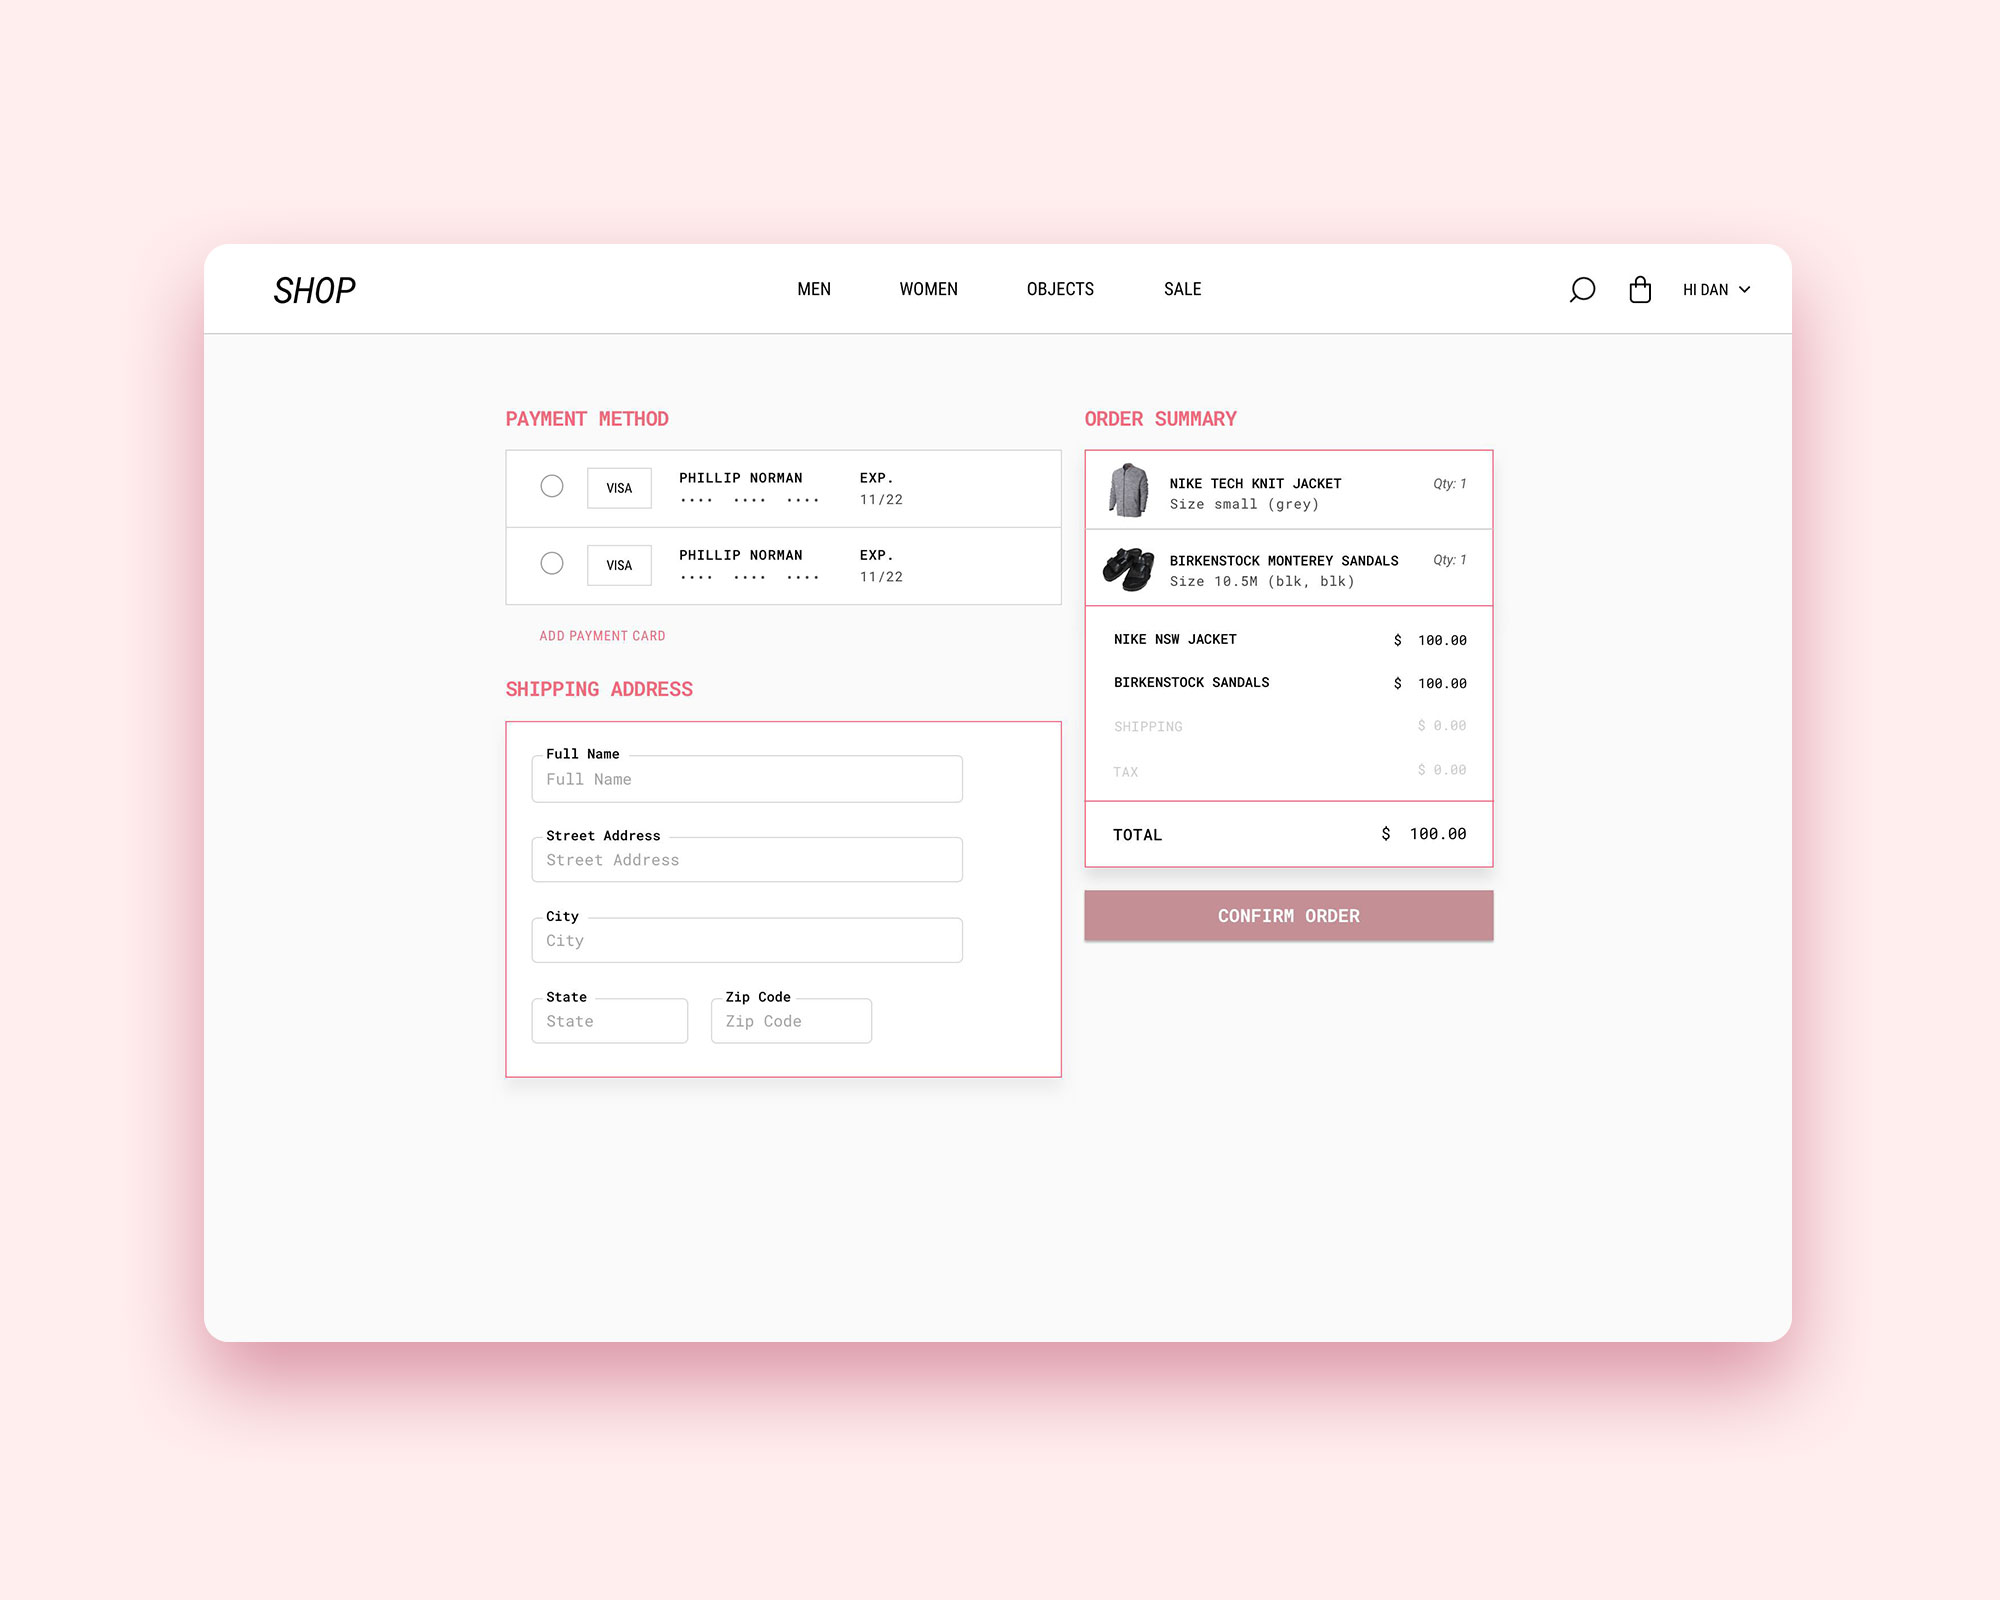 SHOP
MEN
WOMEN
OBJECTS
SALE
HI DAN
PAYMENT METHOD
VISA
PHILLIP NORMAN
EXP.
•••• •••• ••••
11/22
VISA
PHILLIP NORMAN
EXP.
•••• •••• ••••
11/22
ADD PAYMENT CARD
SHIPPING ADDRESS
Full Name
Full Name
Street Address
Street Address
City
City
State
State
Zip Code
Zip Code
ORDER SUMMARY
NIKE TECH KNIT JACKET Qty: 1
Size small (grey)
BIRKENSTOCK MONTEREY SANDALS Qty: 1
Size 10.5M (blk, blk)
NIKE NSW JACKET $ 100.00
BIRKENSTOCK SANDALS $ 100.00
SHIPPING $ 0.00
TAX $ 0.00
TOTAL $ 100.00
CONFIRM ORDER